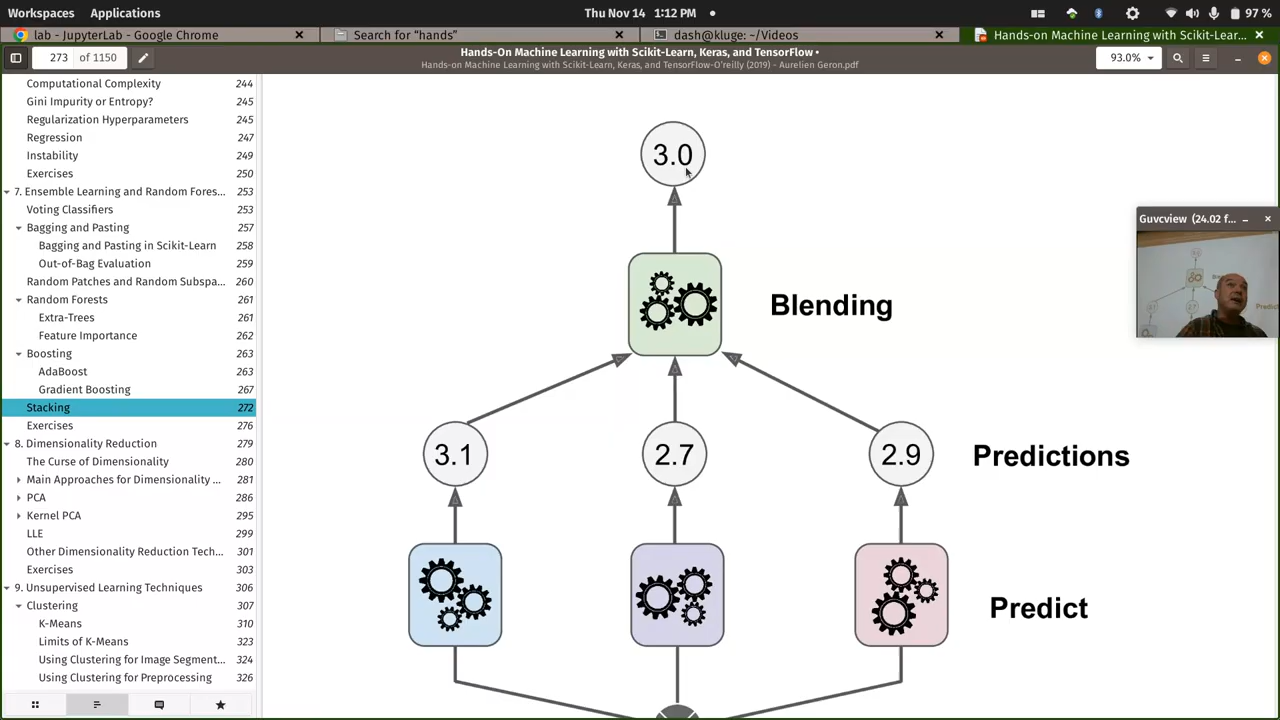 Workspaces Applications Thu Nov 14 1:12 PM 97 %
lab - JupyterLab - Google Chrome × Search for “hands” × dash@kluge: ~/Videos × Hands-on Machine Learning with Scikit-Lear... ×
273 of 1150 Hands-On Machine Learning with Scikit-Learn, Keras, and TensorFlow • 93.0%
Hands-on Machine Learning with Scikit-Learn, Keras, and TensorFlow-O'reilly (2019) - Aurelien Geron.pdf
Computational Complexity 244
Gini Impurity or Entropy? 245
Regularization Hyperparameters 245
Regression 247
Instability 249
Exercises 250
7. Ensemble Learning and Random Fores... 253
Voting Classifiers 253
Bagging and Pasting 257
Bagging and Pasting in Scikit-Learn 258
Out-of-Bag Evaluation 259
Random Patches and Random Subspa... 260
Random Forests 261
Extra-Trees 261
Feature Importance 262
Boosting 263
AdaBoost 263
Gradient Boosting 267
Stacking 272
Exercises 276
8. Dimensionality Reduction 279
The Curse of Dimensionality 280
Main Approaches for Dimensionality ... 281
PCA 286
Kernel PCA 295
LLE 299
Other Dimensionality Reduction Tech... 301
Exercises 303
9. Unsupervised Learning Techniques 306
Clustering 307
K-Means 310
Limits of K-Means 323
Using Clustering for Image Segment... 324
Using Clustering for Preprocessing 326
3.0
Blending
3.1 2.7 2.9 Predictions
Predict
Guvcview (24.02 f...